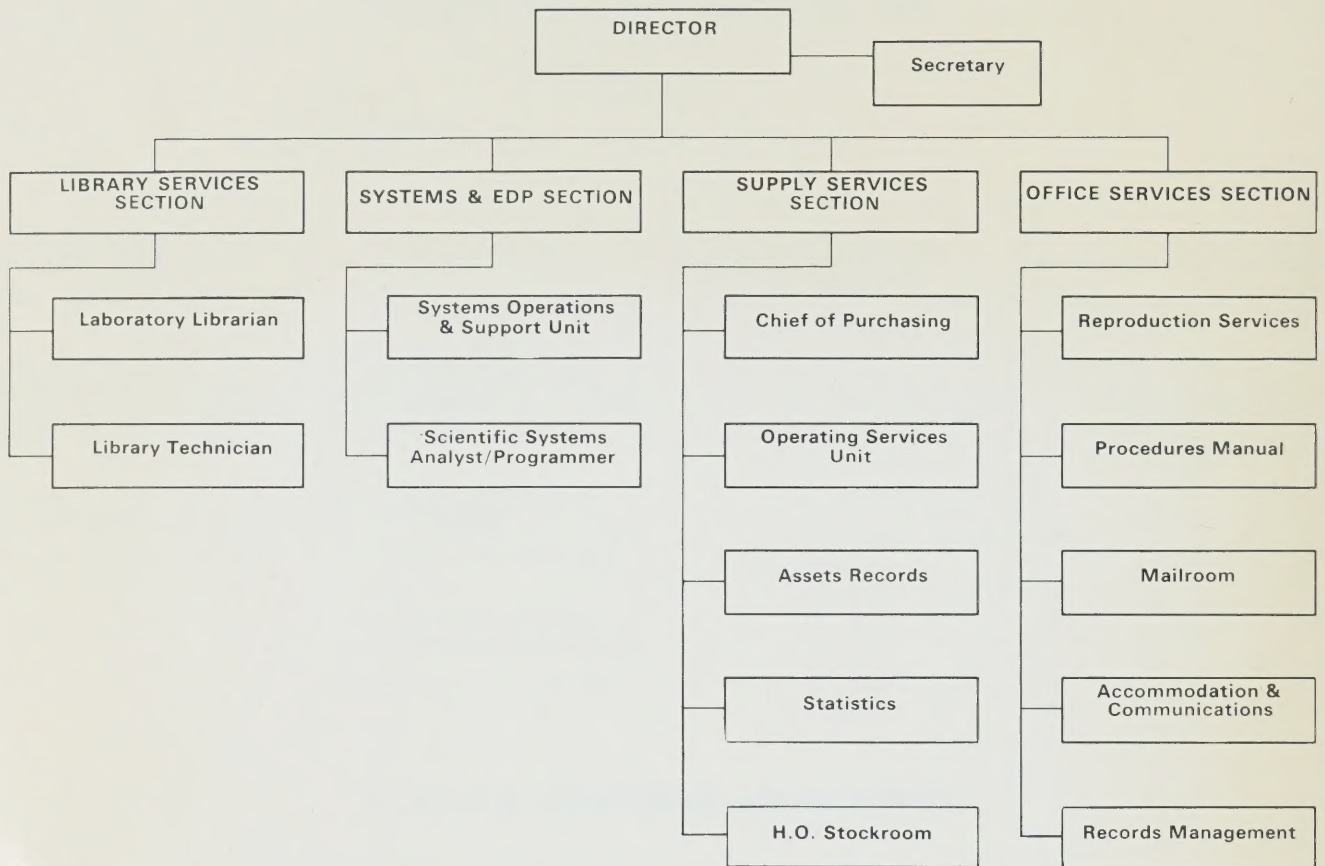 DIRECTOR
Secretary
LIBRARY SERVICES
SECTION
SYSTEMS & EDP SECTION
SUPPLY SERVICES
SECTION
OFFICE SERVICES SECTION
Laboratory Librarian
Systems Operations
& Support Unit
Chief of Purchasing
Reproduction Services
Library Technician
Scientific Systems
Analyst/Programmer
Operating Services
Unit
Procedures Manual
Assets Records
Mailroom
Statistics
Accommodation &
Communications
H.O. Stockroom
Records Management